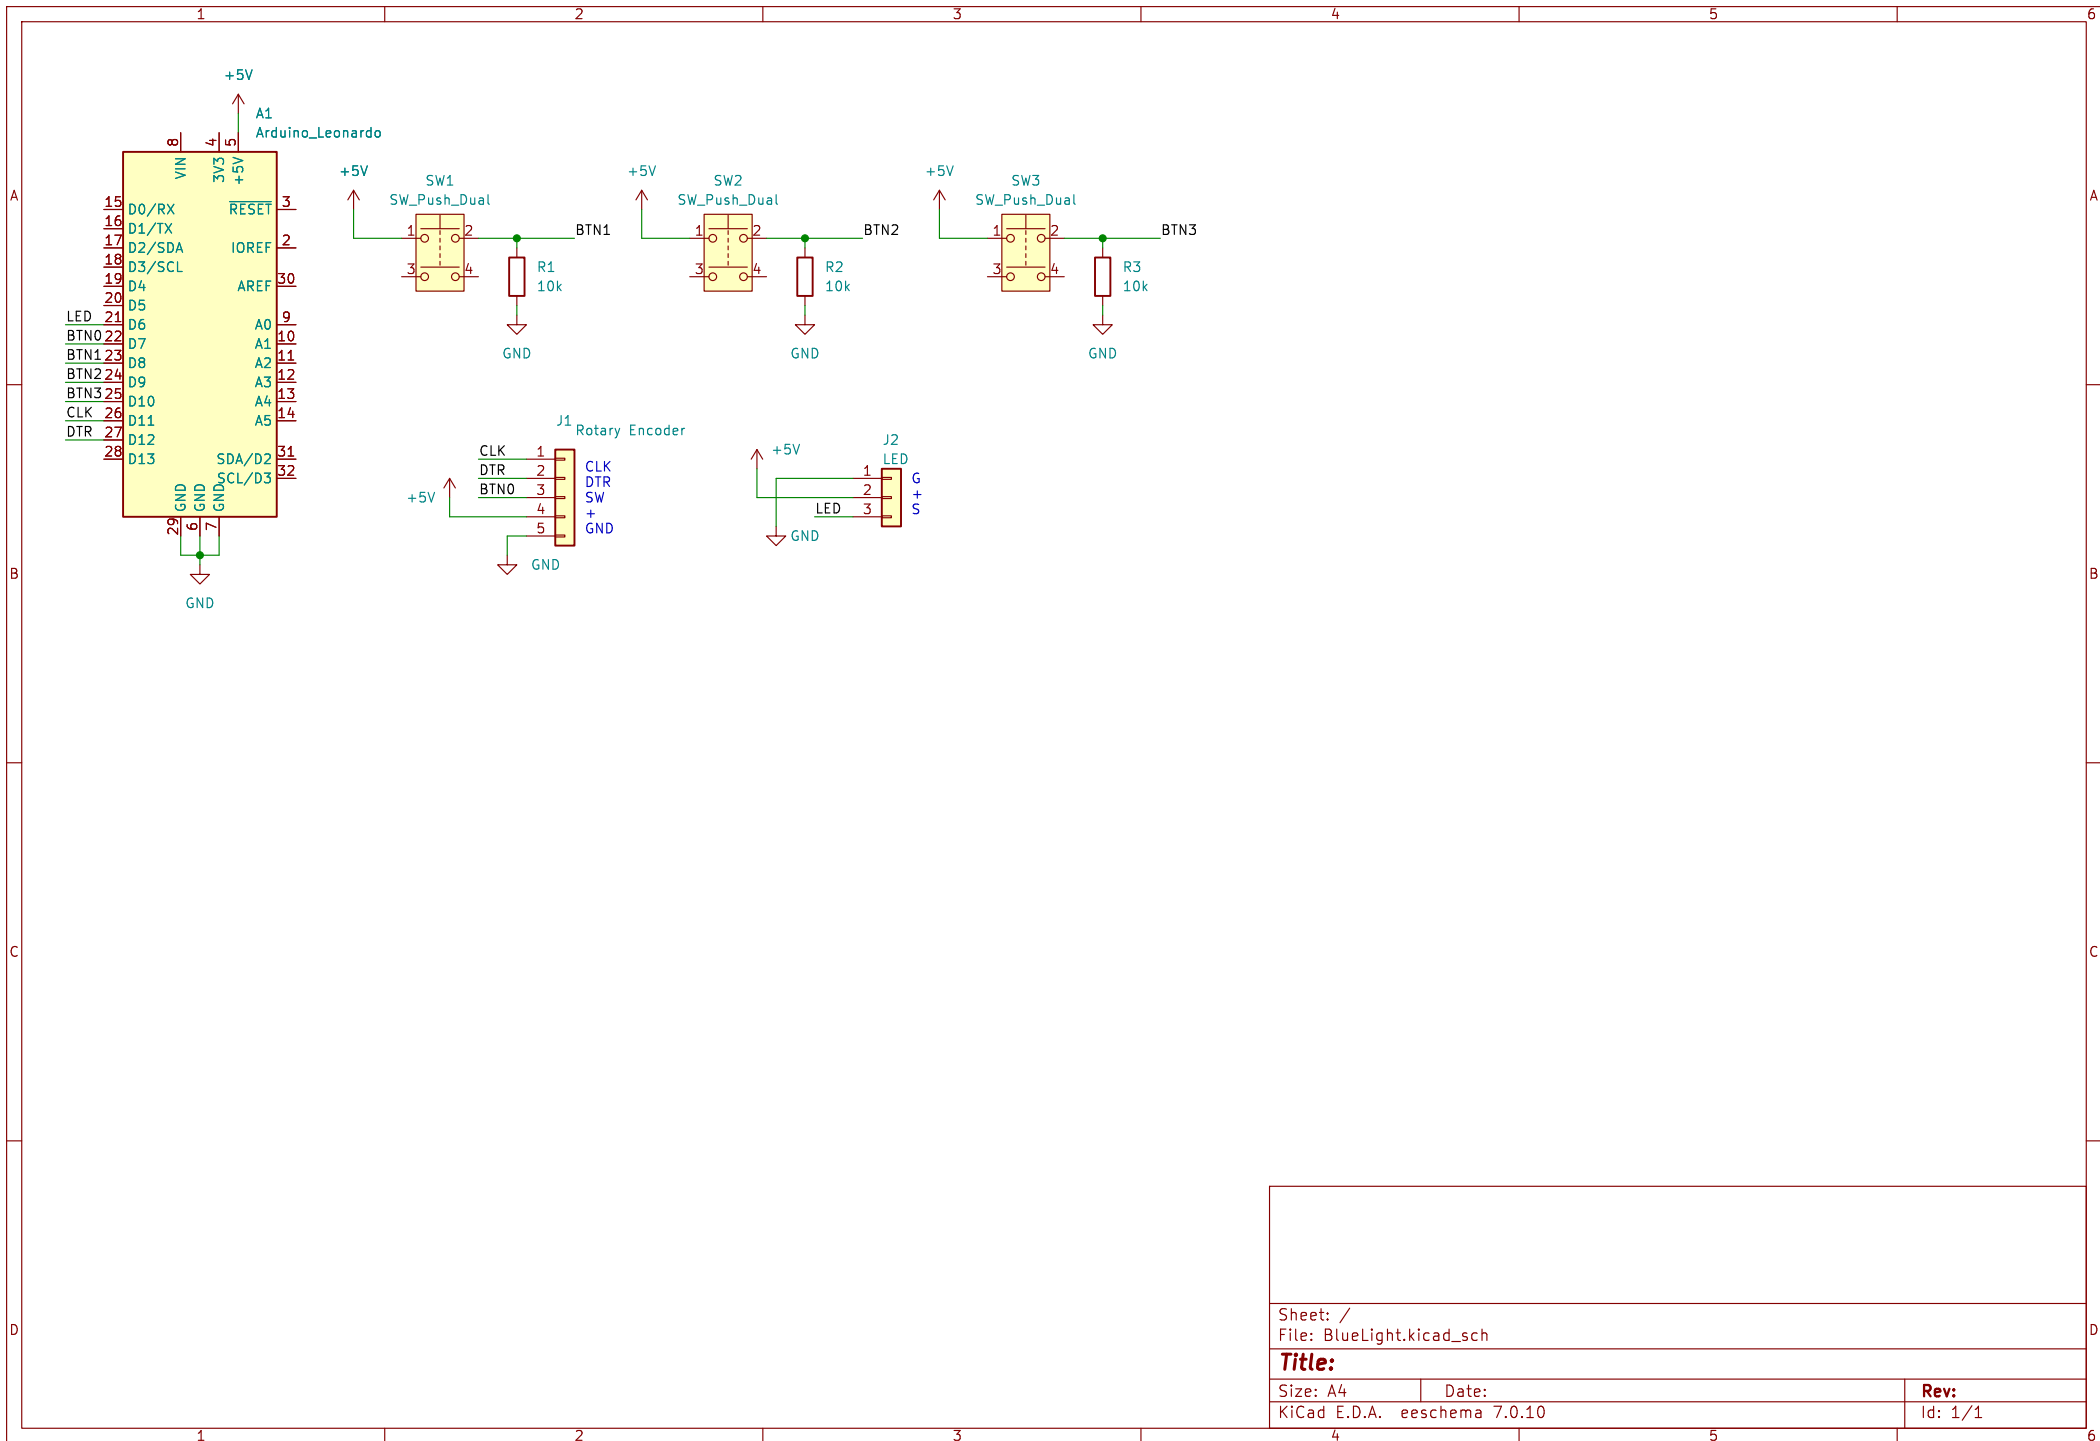 1 2 3 4 5 6
+5V
A1
Arduino_Leonardo
8 4 5
VIN 3V3 +5V
15 D0/RX RESET 3
16 D1/TX
17 D2/SDA IOREF 2
18 D3/SCL
19 D4 AREF 30
20 D5
LED 21 D6 A0 9
BTN0 22 D7 A1 10
BTN1 23 D8 A2 11
BTN2 24 D9 A3 12
BTN3 25 D10 A4 13
CLK 26 D11 A5 14
DTR 27 D12
28 D13 SDA/D2 31
SCL/D3 32
GND GND GND
29 6 7
GND
+5V
SW1
SW_Push_Dual
1 2 BTN1
3 4
R1
10k
GND
+5V
SW2
SW_Push_Dual
1 2 BTN2
3 4
R2
10k
GND
+5V
SW3
SW_Push_Dual
1 2 BTN3
3 4
R3
10k
GND
J1
Rotary Encoder
CLK 1 CLK
DTR 2 DTR
BTN0 3 SW
+5V 4 +
5 GND
GND
+5V
J2
LED
1 G
2 +
LED 3 S
GND
A A
B B
C C
D D
Sheet: /
File: BlueLight.kicad_sch
Title:
Size: A4 Date: Rev:
KiCad E.D.A. eeschema 7.0.10 Id: 1/1
1 2 3 4 5 6